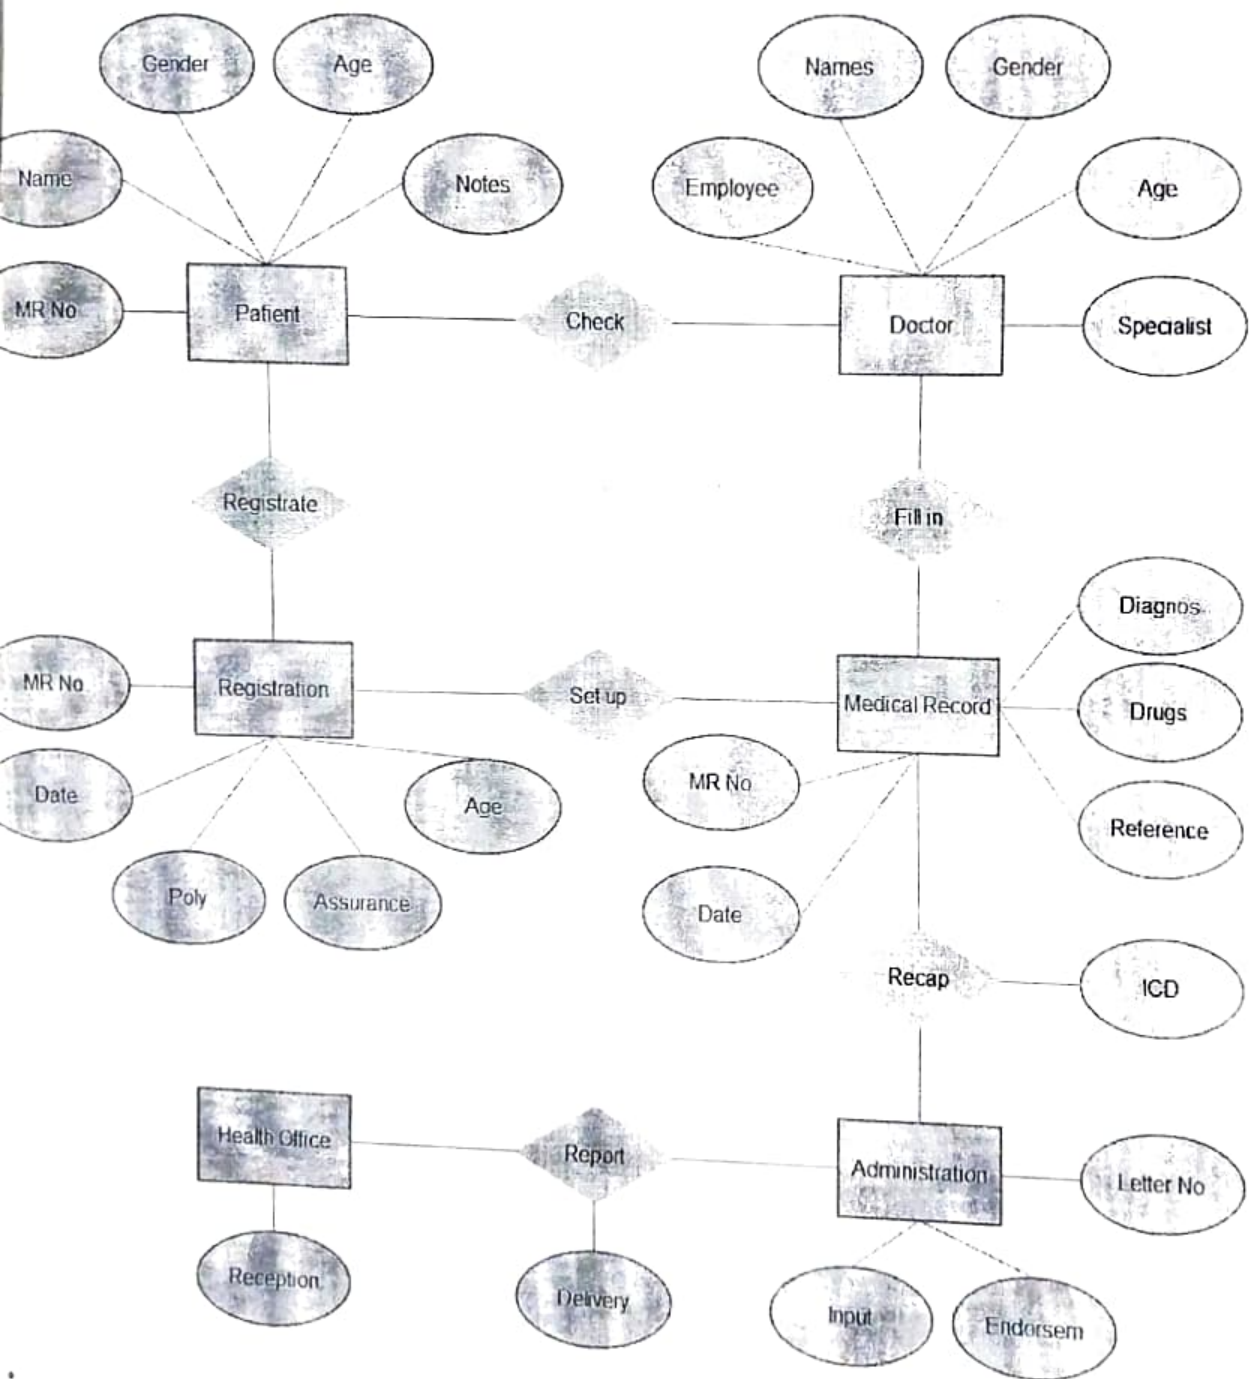 Gender
Age
Names
Gender
Name
Notes
Employee
Age
MR No
Patient
Check
Doctor
Specialist
Registrate
Fill in
Diagnos
MR No
Registration
Set up
Medical Record
Drugs
MR No
Date
Age
Reference
Poly
Assurance
Date
Recap
ICD
Health Office
Report
Administration
Letter No
Reception
Delivery
Input
Endorsem